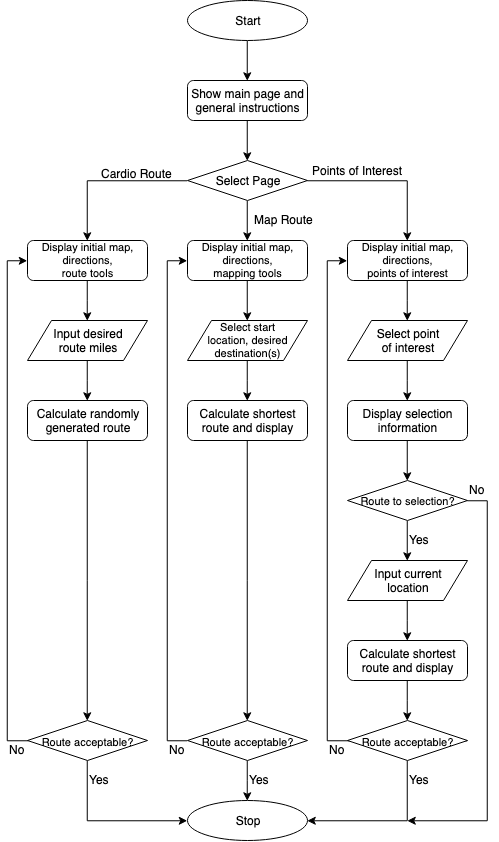 Start
Show main page and
general instructions
Select Page
Cardio Route
Points of Interest
Map Route
Display initial map,
directions,
route tools
Display initial map,
directions,
mapping tools
Display initial map,
directions,
points of interest
Input desired
route miles
Select start
location, desired
destination(s)
Select point
of interest
Calculate randomly
generated route
Calculate shortest
route and display
Display selection
information
Route to selection?
No
Yes
Input current
location
Calculate shortest
route and display
Route acceptable?
No
Yes
Route acceptable?
No
Yes
Route acceptable?
No
Yes
Stop